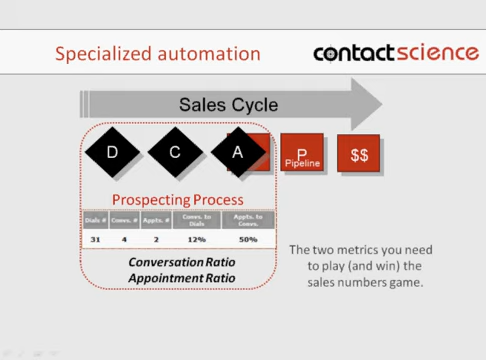 Specialized automation
contactscience
Sales Cycle
D
C
A
P
Pipeline
$$
Prospecting Process
Dials # Convs. # Appts. # Convs. to Dials Appts. to Convs.
31 4 2 12% 50%
Conversation Ratio
Appointment Ratio
The two metrics you need
to play (and win) the
sales numbers game.